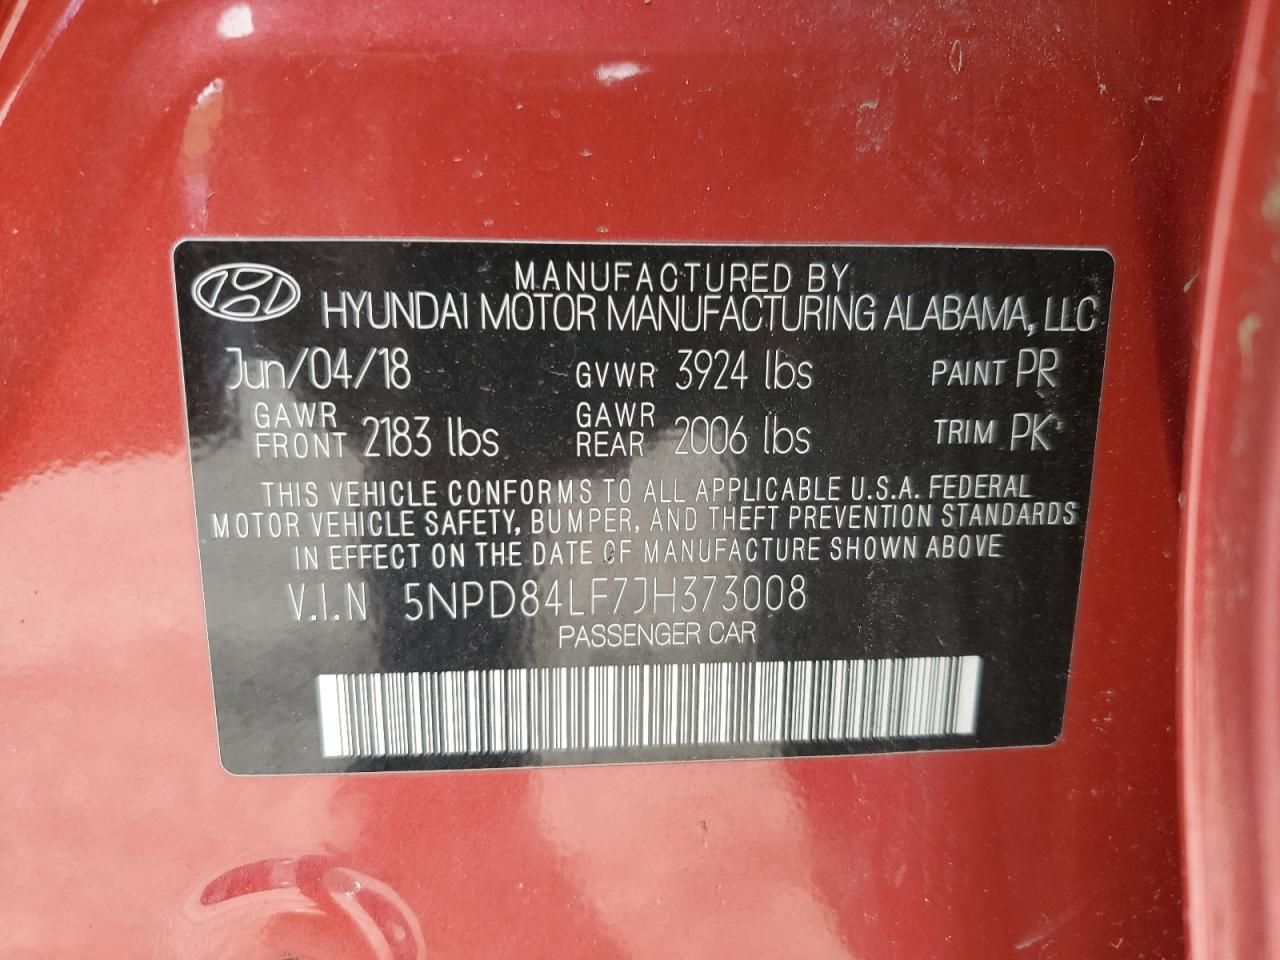 MANUFACTURED BY
HYUNDAI MOTOR MANUFACTURING ALABAMA, LLC
Jun/04/18 GVWR 3924 lbs PAINT PR
GAWR FRONT 2183 lbs GAWR REAR 2006 lbs TRIM PK
THIS VEHICLE CONFORMS TO ALL APPLICABLE U.S.A. FEDERAL
MOTOR VEHICLE SAFETY, BUMPER, AND THEFT PREVENTION STANDARDS
IN EFFECT ON THE DATE OF MANUFACTURE SHOWN ABOVE
V.I.N 5NPD84LF7JH373008
PASSENGER CAR